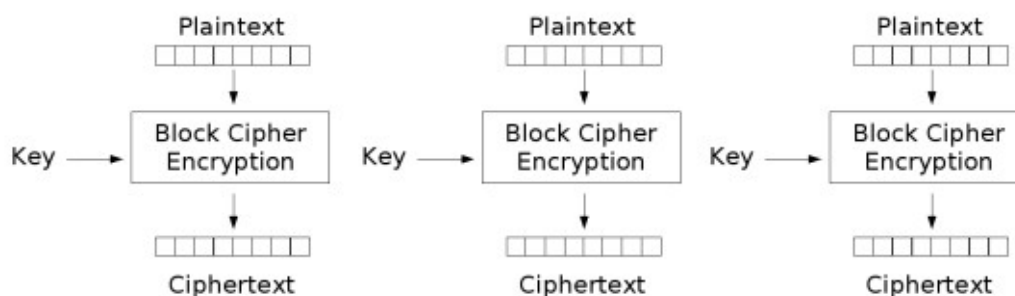 Plaintext Plaintext Plaintext
Key Block Cipher Key Block Cipher Key Block Cipher
Encryption Encryption Encryption
Ciphertext Ciphertext Ciphertext